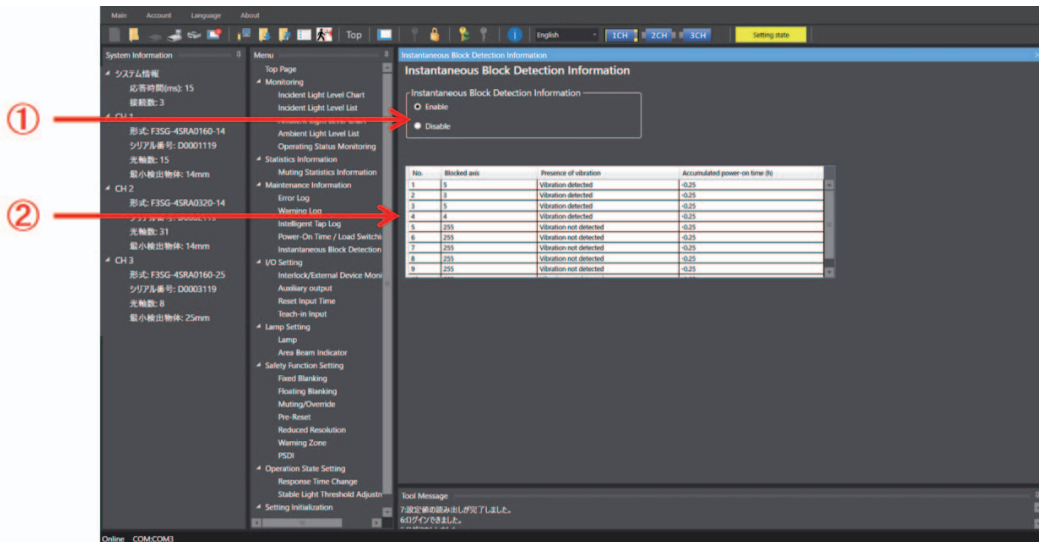 Main Account Language About
Top English 1CH 2CH 3CH Setting state
System Information
システム情報
応答時間(ms): 15
接続数: 3
CH 1
形式: F3SG-4SRA0160-14
シリアル番号: D0001119
光軸数: 15
最小検出物体: 14mm
CH 2
形式: F3SG-4SRA0320-14
光軸数: 31
最小検出物体: 14mm
CH 3
形式: F3SG-4SRA0160-25
シリアル番号: D0003119
光軸数: 8
最小検出物体: 25mm
Menu
Top Page
Monitoring
Incident Light Level Chart
Incident Light Level List
Ambient Light Level Chart
Ambient Light Level List
Operating Status Monitoring
Statistics Information
Muting Statistics Information
Maintenance Information
Error Log
Warning Log
Intelligent Tap Log
Power-On Time / Load Switchi
Instantaneous Block Detection
I/O Setting
Interlock/External Device Moni
Auxiliary output
Reset Input Time
Teach-in Input
Lamp Setting
Lamp
Area Beam Indicator
Safety Function Setting
Fixed Blanking
Floating Blanking
Muting/Override
Pre-Reset
Reduced Resolution
Warning Zone
PSDI
Operation State Setting
Response Time Change
Stable Light Threshold Adjustm
Setting Initialization
Instantaneous Block Detection Information
Instantaneous Block Detection Information
Instantaneous Block Detection Information
Enable
Disable
①
②
No. Blocked axis Presence of vibration Accumulated power-on time (h)
1 5 Vibration detected -0.25
2 3 Vibration detected -0.25
3 5 Vibration detected -0.25
4 4 Vibration detected -0.25
5 255 Vibration not detected -0.25
6 255 Vibration not detected -0.25
7 255 Vibration not detected -0.25
8 255 Vibration not detected -0.25
9 255 Vibration not detected -0.25
Tool Message
7:設定値の読み出しが完了しました。
6:ログインできました。
Online COM:COM3